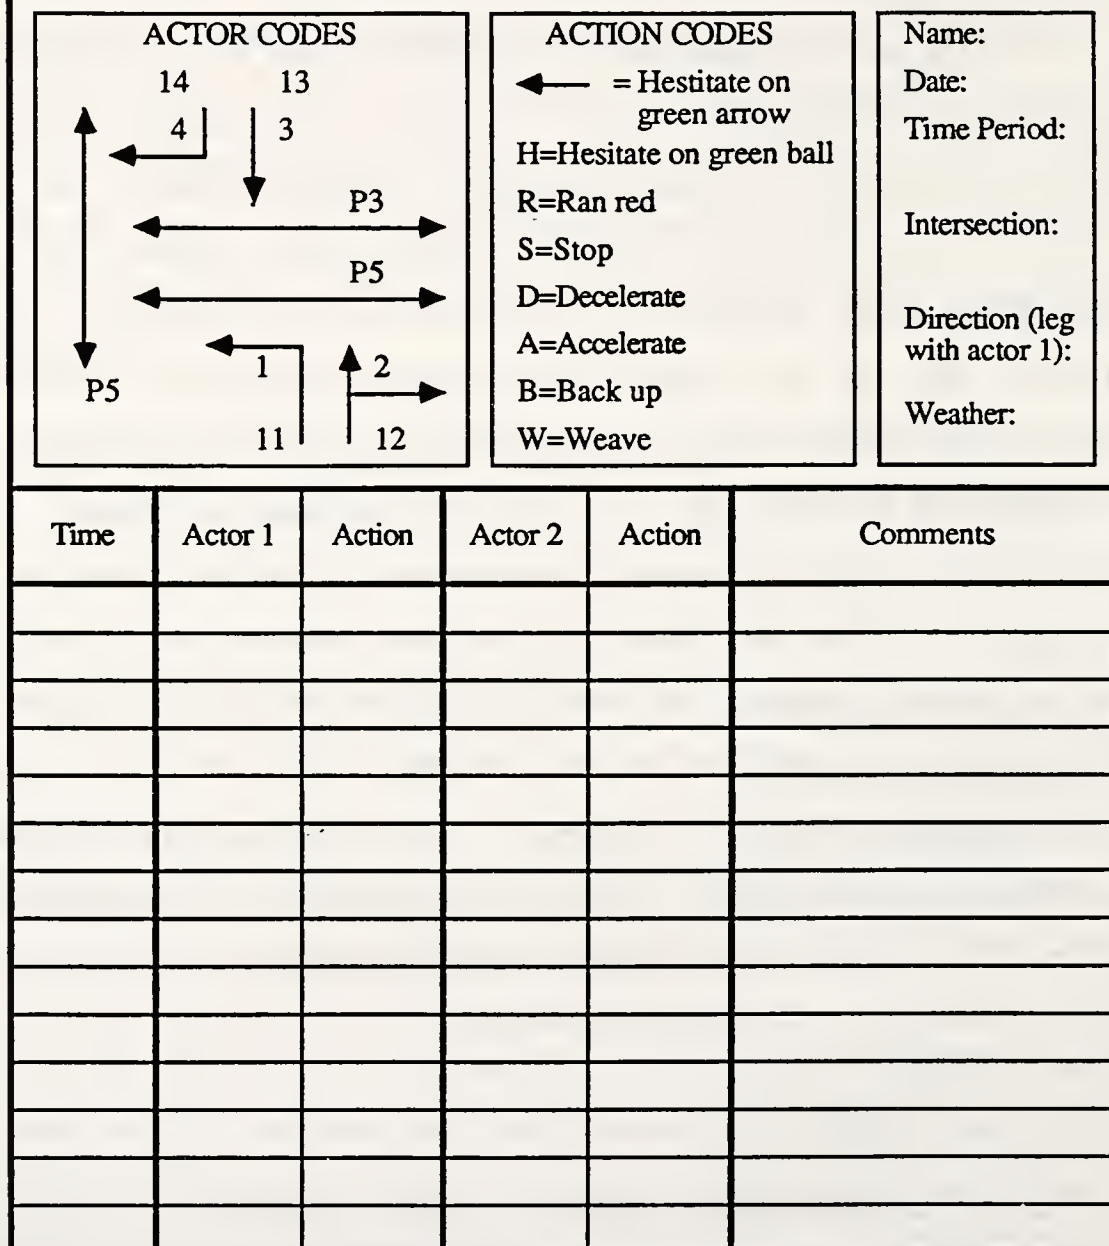 ACTOR CODES
14 13
4 3
P3
P5
1 2
P5
11 12
ACTION CODES
= Hestitate on
green arrow
H=Hesitate on green ball
R=Ran red
S=Stop
D=Decelerate
A=Accelerate
B=Back up
W=Weave
Name:
Date:
Time Period:
Intersection:
Direction (leg
with actor 1):
Weather:
Time Actor 1 Action Actor 2 Action Comments